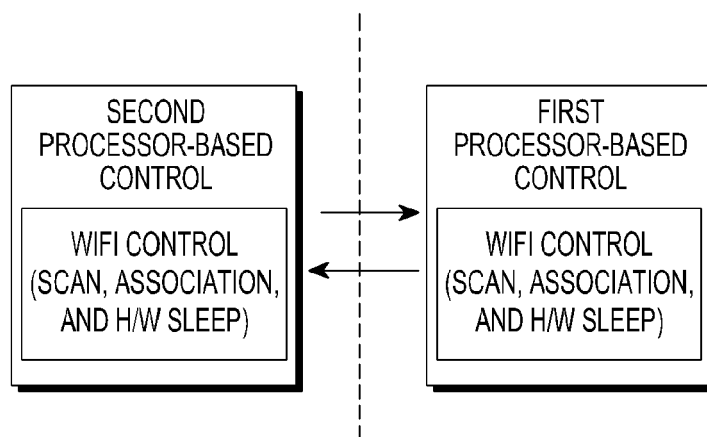 SECOND
PROCESSOR-BASED
CONTROL
WIFI CONTROL
(SCAN, ASSOCIATION,
AND H/W SLEEP)
FIRST
PROCESSOR-BASED
CONTROL
WIFI CONTROL
(SCAN, ASSOCIATION,
AND H/W SLEEP)